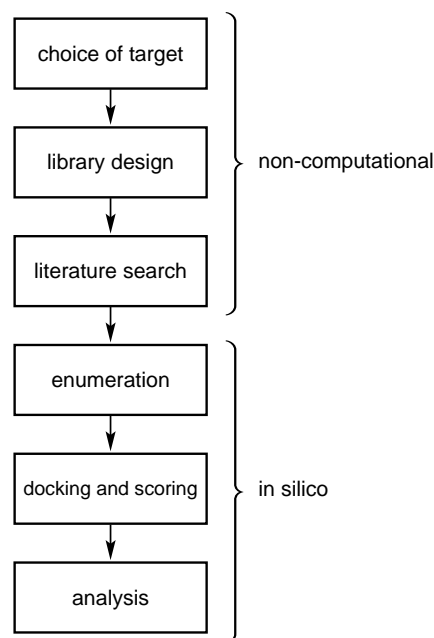 choice of target
library design
non-computational
literature search
enumeration
docking and scoring
in silico
analysis